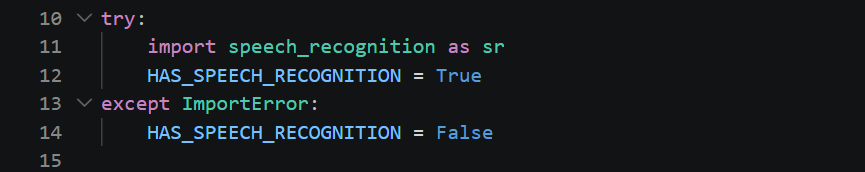 10 try:
11     import speech_recognition as sr
12     HAS_SPEECH_RECOGNITION = True
13 except ImportError:
14     HAS_SPEECH_RECOGNITION = False
15